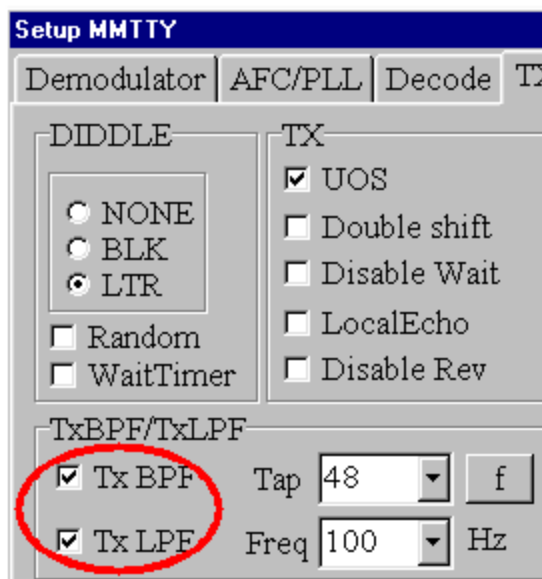 Setup MMTTY
Demodulator AFC/PLL Decode TX
DIDDLE
NONE
BLK
LTR
Random
WaitTimer
TX
UOS
Double shift
Disable Wait
LocalEcho
Disable Rev
TxBPF/TxLPF
Tx BPF Tap 48 f
Tx LPF Freq 100 Hz